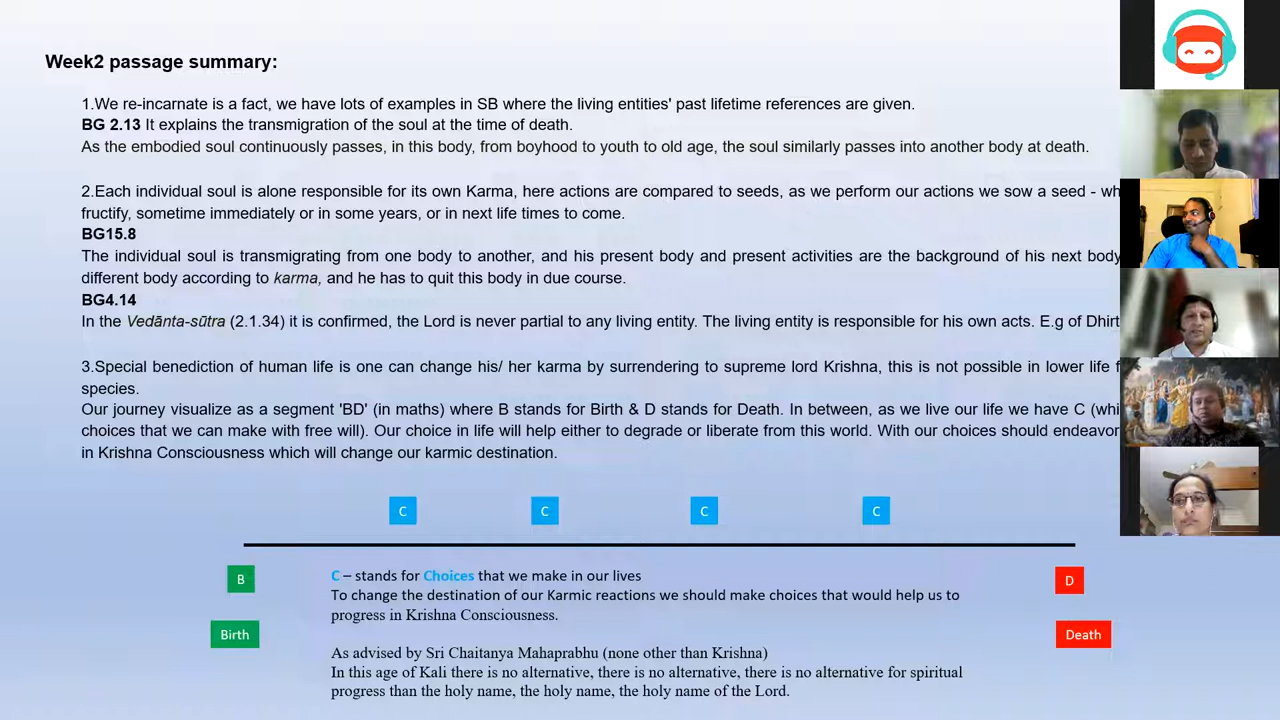 Week2 passage summary:
1.We re-incarnate is a fact, we have lots of examples in SB where the living entities' past lifetime references are given.
BG 2.13 It explains the transmigration of the soul at the time of death.
As the embodied soul continuously passes, in this body, from boyhood to youth to old age, the soul similarly passes into another body at death.
2.Each individual soul is alone responsible for its own Karma, here actions are compared to seeds, as we perform our actions we sow a seed -
fructify, sometime immediately or in some years, or in next life times to come.
BG15.8
The individual soul is transmigrating from one body to another, and his present body and present activities are the background of his next body
different body according to karma, and he has to quit this body in due course.
BG4.14
In the Vedānta-sūtra (2.1.34) it is confirmed, the Lord is never partial to any living entity. The living entity is responsible for his own acts. E.g of
3.Special benediction of human life is one can change his/ her karma by surrendering to supreme lord Krishna, this is not possible in lower life
species.
Our journey visualize as a segment 'BD' (in maths) where B stands for Birth & D stands for Death. In between, as we live our life we have C
choices that we can make with free will). Our choice in life will help either to degrade or liberate from this world. With our choices should
in Krishna Consciousness which will change our karmic destination.
C C C C
B D
C – stands for Choices that we make in our lives
To change the destination of our Karmic reactions we should make choices that would help us to
progress in Krishna Consciousness.
Birth Death
As advised by Sri Chaitanya Mahaprabhu (none other than Krishna)
In this age of Kali there is no alternative, there is no alternative, there is no alternative for spiritual
progress than the holy name, the holy name, the holy name of the Lord.